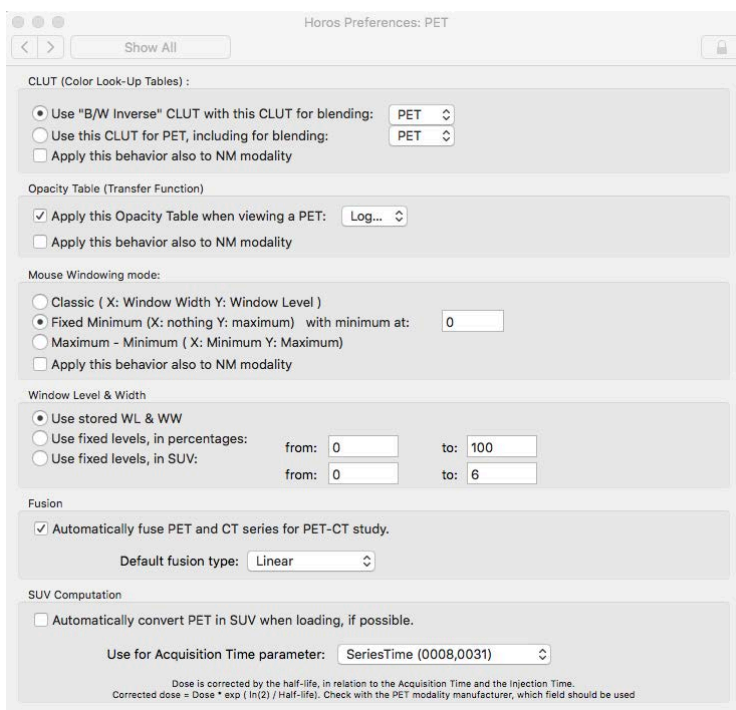 Horos Preferences: PET
Show All
CLUT (Color Look-Up Tables) :
Use "B/W Inverse" CLUT with this CLUT for blending: PET
Use this CLUT for PET, including for blending: PET
Apply this behavior also to NM modality
Opacity Table (Transfer Function)
Apply this Opacity Table when viewing a PET: Log...
Apply this behavior also to NM modality
Mouse Windowing mode:
Classic ( X: Window Width Y: Window Level )
Fixed Minimum (X: nothing Y: maximum) with minimum at: 0
Maximum - Minimum ( X: Minimum Y: Maximum)
Apply this behavior also to NM modality
Window Level & Width
Use stored WL & WW
Use fixed levels, in percentages: from: 0 to: 100
Use fixed levels, in SUV: from: 0 to: 6
Fusion
Automatically fuse PET and CT series for PET-CT study.
Default fusion type: Linear
SUV Computation
Automatically convert PET in SUV when loading, if possible.
Use for Acquisition Time parameter: SeriesTime (0008,0031)
Dose is corrected by the half-life, in relation to the Acquisition Time and the Injection Time.
Corrected dose = Dose * exp ( ln(2) / Half-life). Check with the PET modality manufacturer, which field should be used